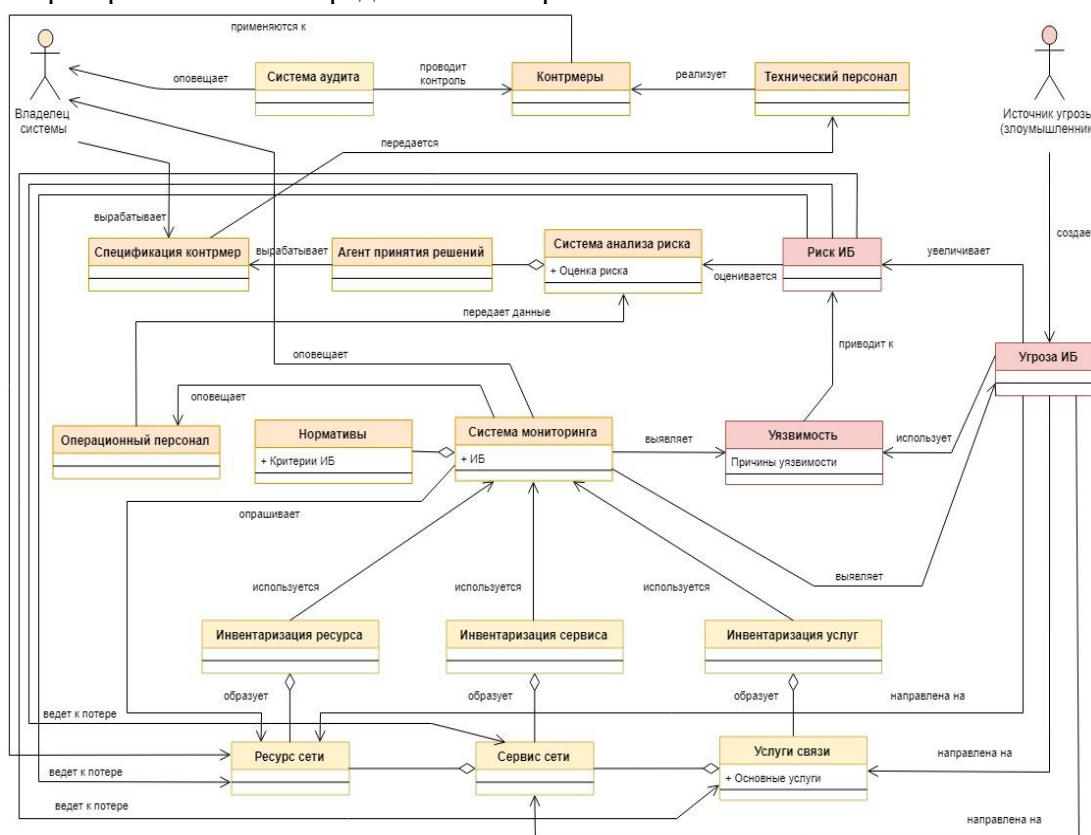 применяются к
оповещает
Система аудита
проводит
контроль
Контрмеры
реализует
Технический персонал
Владелец
системы
Источник угрозы
(злоумышленник
передается
вырабатывает
Спецификация контрмер
вырабатывает
Агент принятия решений
Система анализа риска
+ Оценка риска
оценивается
Риск ИБ
увеличивает
создае
передает данные
приводит к
оповещает
Угроза ИБ
оповещает
Операционный персонал
Нормативы
+ Критерии ИБ
Система мониторинга
+ ИБ
выявляет
Уязвимость
Причины уязвимости
использует
опрашивает
выявляет
используется
используется
используется
Инвентаризация ресурса
Инвентаризация сервиса
Инвентаризация услуг
образует
образует
образует
направлена на
ведет к потере
Ресурс сети
Сервис сети
Услуги связи
+ Основные услуги
направлена на
ведет к потере
ведет к потере
направлена на